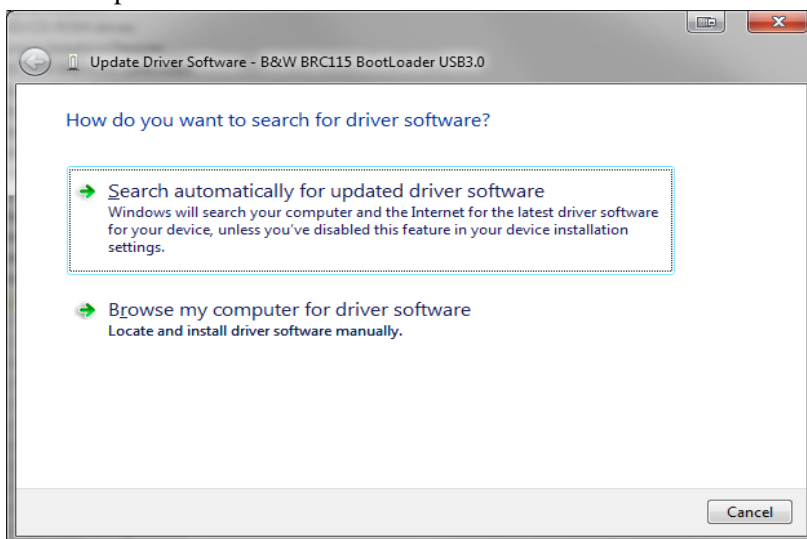 Update Driver Software - B&W BRC115 BootLoader USB3.0
How do you want to search for driver software?
Search automatically for updated driver software
Windows will search your computer and the Internet for the latest driver software
for your device, unless you've disabled this feature in your device installation
settings.
Browse my computer for driver software
Locate and install driver software manually.
Cancel